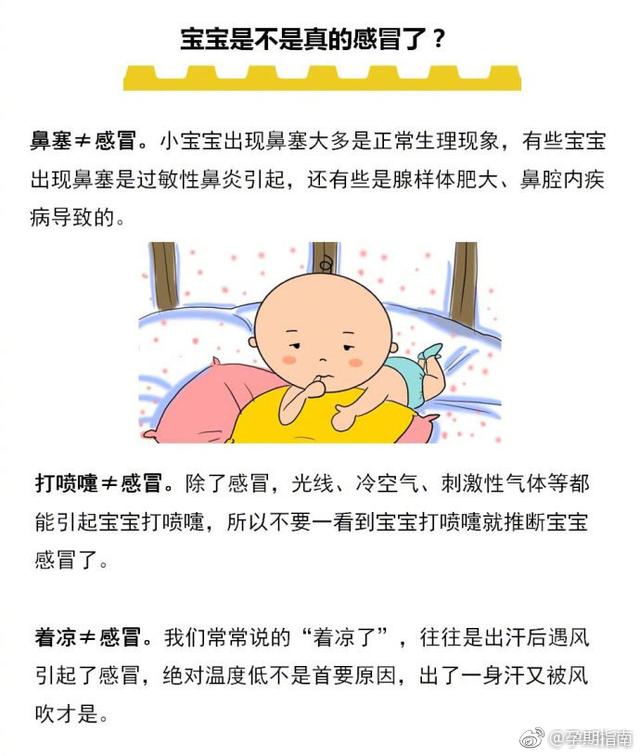 宝宝是不是真的感冒了？
鼻塞≠感冒。小宝宝出现鼻塞大多是正常生理现象，有些宝宝
出现鼻塞是过敏性鼻炎引起，还有些是腺样体肥大、鼻腔内疾
病导致的。
打喷嚏≠感冒。除了感冒，光线、冷空气、刺激性气体等都
能引起宝宝打喷嚏，所以不要一看到宝宝打喷嚏就推断宝宝
感冒了。
着凉≠感冒。我们常常说的“着凉了”，往往是出汗后遇风
引起了感冒，绝对温度低不是首要原因，出了一身汗又被风
吹才是。
@孕期指南